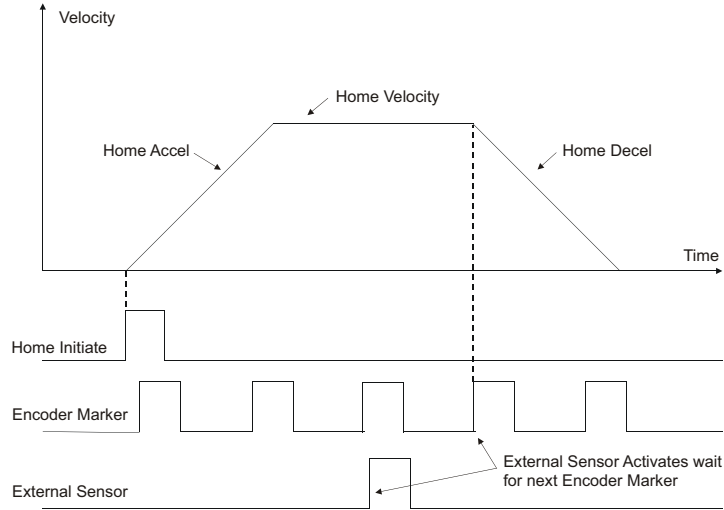 Velocity
Home Velocity
Home Accel
Home Decel
Time
Home Initiate
Encoder Marker
External Sensor Activates wait
for next Encoder Marker
External Sensor